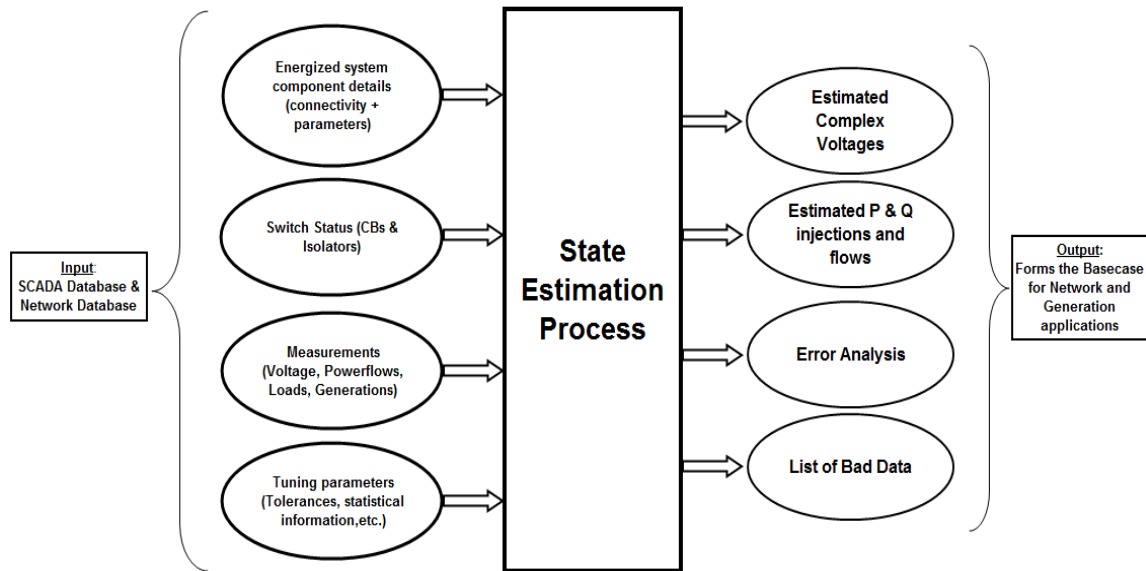 Input:
SCADA Database &
Network Database
Energized system
component details
(connectivity +
parameters)
Switch Status (CBs &
Isolators)
Measurements
(Voltage, Powerflows,
Loads, Generations)
Tuning parameters
(Tolerances, statistical
information,etc.)
State
Estimation
Process
Estimated
Complex
Voltages
Estimated P & Q
injections and
flows
Error Analysis
List of Bad Data
Output:
Forms the Basecase
for Network and
Generation
applications